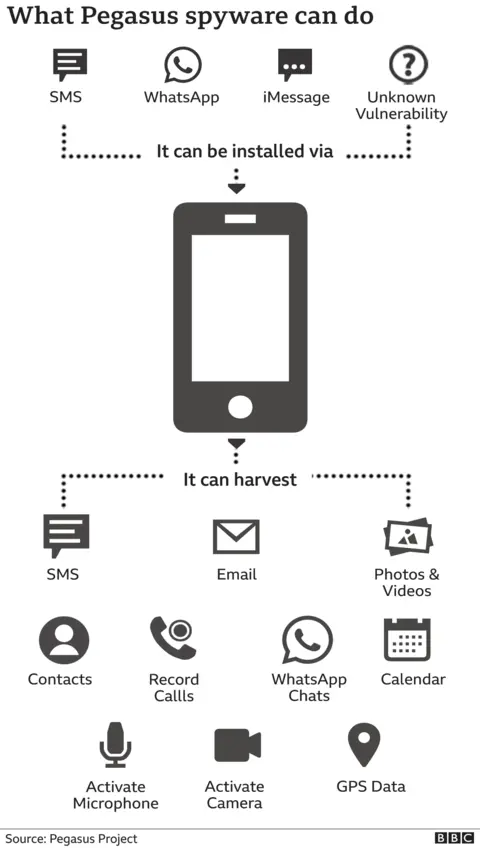 What Pegasus spyware can do
SMS
WhatsApp
iMessage
Unknown
Vulnerability
It can be installed via
It can harvest
SMS
Email
Photos &
Videos
Contacts
Record
Callls
WhatsApp
Chats
Calendar
Activate
Microphone
Activate
Camera
GPS Data
Source: Pegasus Project
BBC